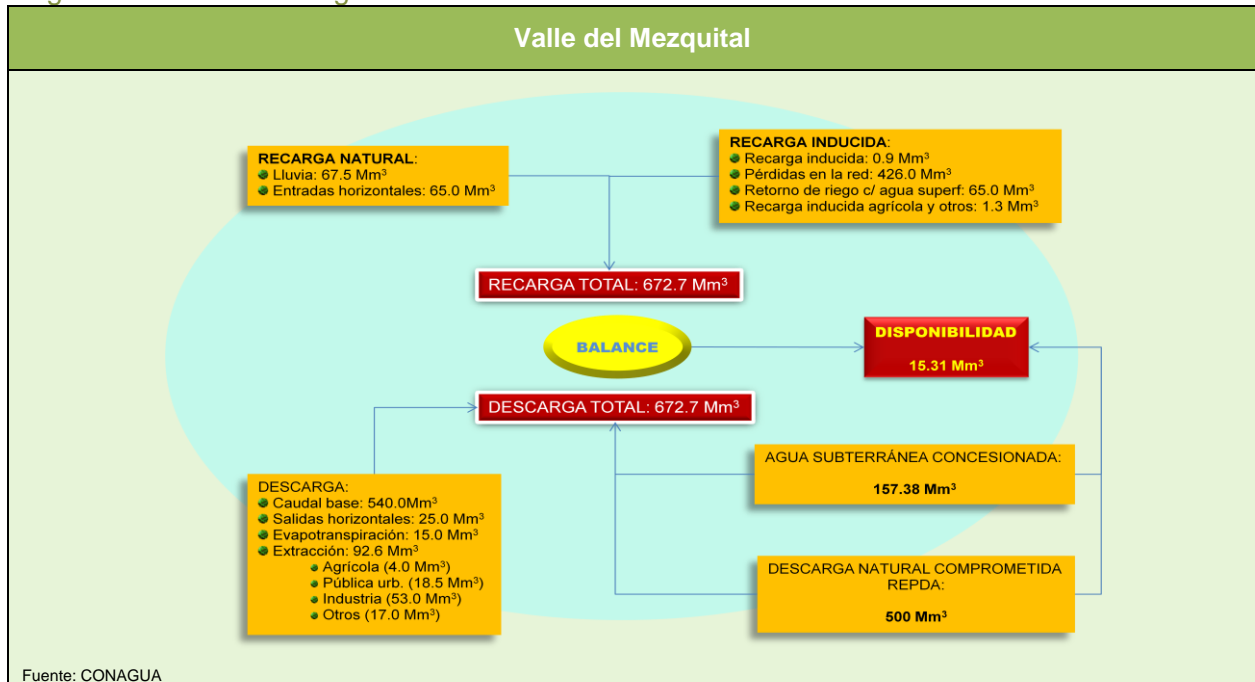 Valle del Mezquital
RECARGA NATURAL:
Lluvia: 67.5 Mm³
Entradas horizontales: 65.0 Mm³
RECARGA INDUCIDA:
Recarga inducida: 0.9 Mm³
Pérdidas en la red: 426.0 Mm³
Retorno de riego c/ agua superf: 65.0 Mm³
Recarga inducida agrícola y otros: 1.3 Mm³
RECARGA TOTAL: 672.7 Mm³
BALANCE
DISPONIBILIDAD
15.31 Mm³
DESCARGA TOTAL: 672.7 Mm³
DESCARGA:
Caudal base: 540.0Mm³
Salidas horizontales: 25.0 Mm³
Evapotranspiración: 15.0 Mm³
Extracción: 92.6 Mm³
Agrícola (4.0 Mm³)
Pública urb. (18.5 Mm³)
Industria (53.0 Mm³)
Otros (17.0 Mm³)
AGUA SUBTERRÁNEA CONCESIONADA:
157.38 Mm³
DESCARGA NATURAL COMPROMETIDA
REPDA:
500 Mm³
Fuente: CONAGUA